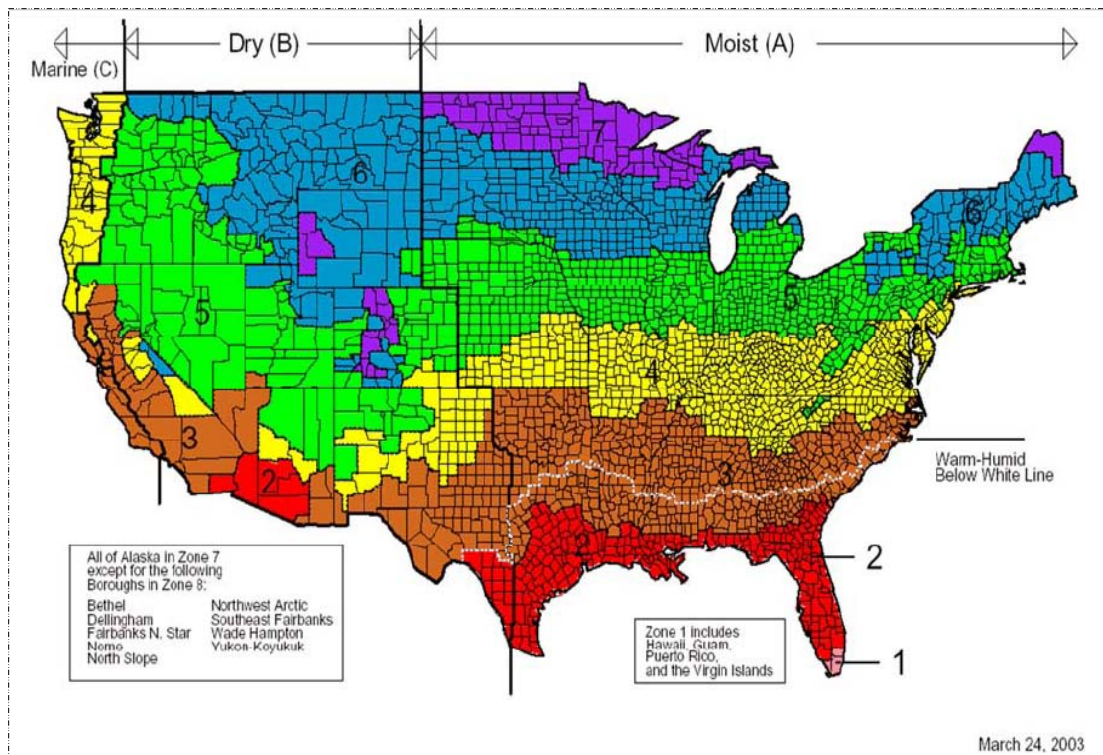 Dry (B)
Moist (A)
Marine (C)
7
6
6
4
5
5
4
3
3
Warm-Humid
Below White Line
2
2
2
1
All of Alaska in Zone 7
except for the following
Boroughs in Zone 8:
Bethel
Dellingham
Fairbanks N. Star
Nome
North Slope
Northwest Arctic
Southeast Fairbanks
Wade Hampton
Yukon-Koyukuk
Zone 1 includes
Hawaii, Guam,
Puerto Rico,
and the Virgin Islands
March 24, 2003